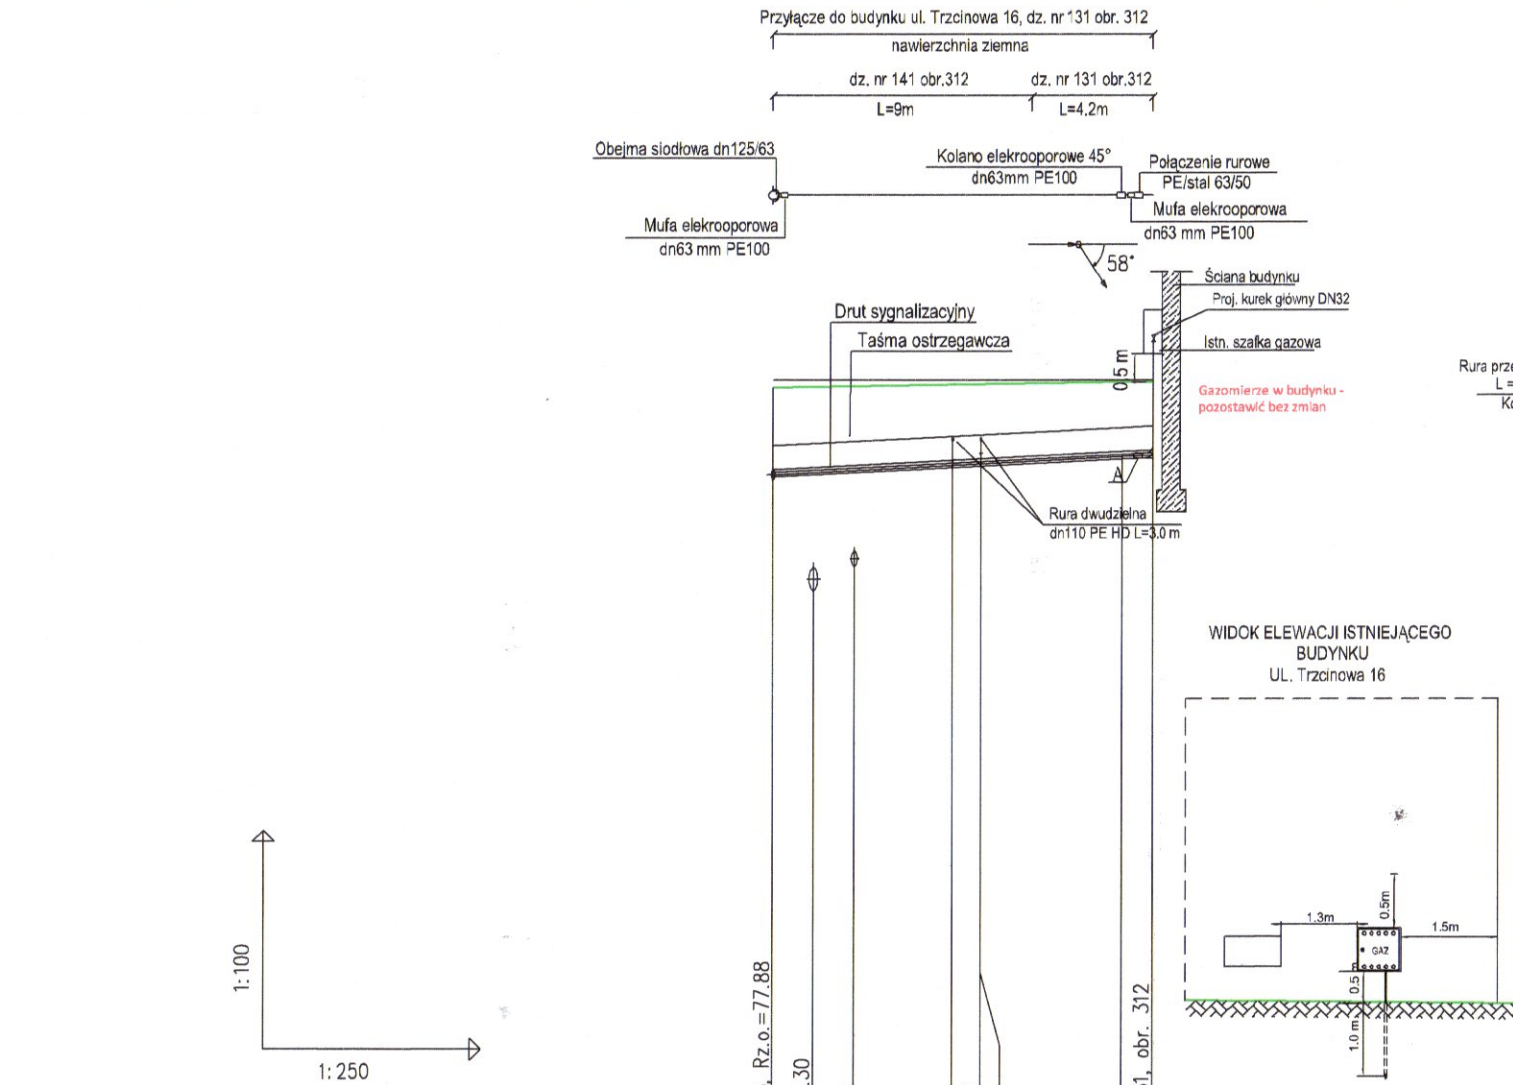 Przyłącze do budynku ul. Trzcinowa 16, dz. nr 131 obr. 312
nawierzchnia ziemna
dz. nr 141 obr.312
dz. nr 131 obr.312
L=9m
L=4.2m
Obejma siodłowa dn125/63
Kolano elekrooporowe 45°
dn63mm PE100
Połączenie rurowe
PE/stal 63/50
Mufa elekrooporowa
dn63 mm PE100
Mufa elekrooporowa
dn63 mm PE100
58°
Ściana budynku
Proj. kurek główny DN32
Istn. szafka gazowa
Drut sygnalizacyjny
Taśma ostrzegawcza
0.5 m
Gazomierze w budynku -
pozostawić bez zmian
Rura
L =
A
Rura dwudzielna
dn110 PE HD L=3.0 m
WIDOK ELEWACJI ISTNIEJĄCEGO
BUDYNKU
UL. Trzcinowa 16
1.3m
0.5m
1.5m
GAZ
0.5
1.0 m
1:100
1:250
Rz.o.=77.88
.30
obr. 312